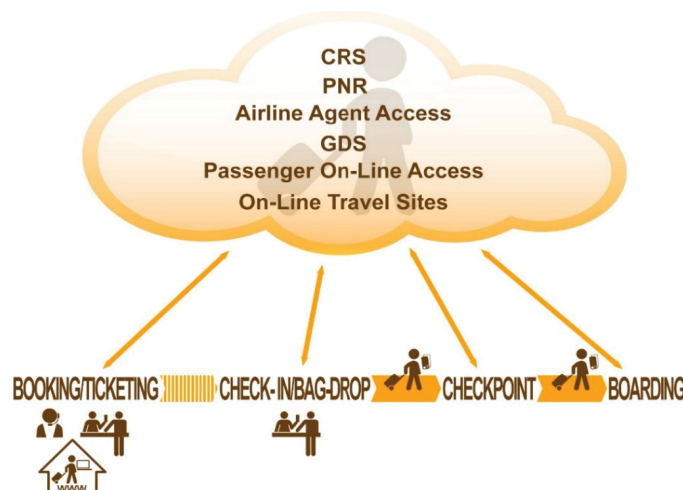 CRS
PNR
Airline Agent Access
GDS
Passenger On-Line Access
On-Line Travel Sites
BOOKING/TICKETING CHECK-IN/BAG-DROP CHECKPOINT BOARDING
WWW